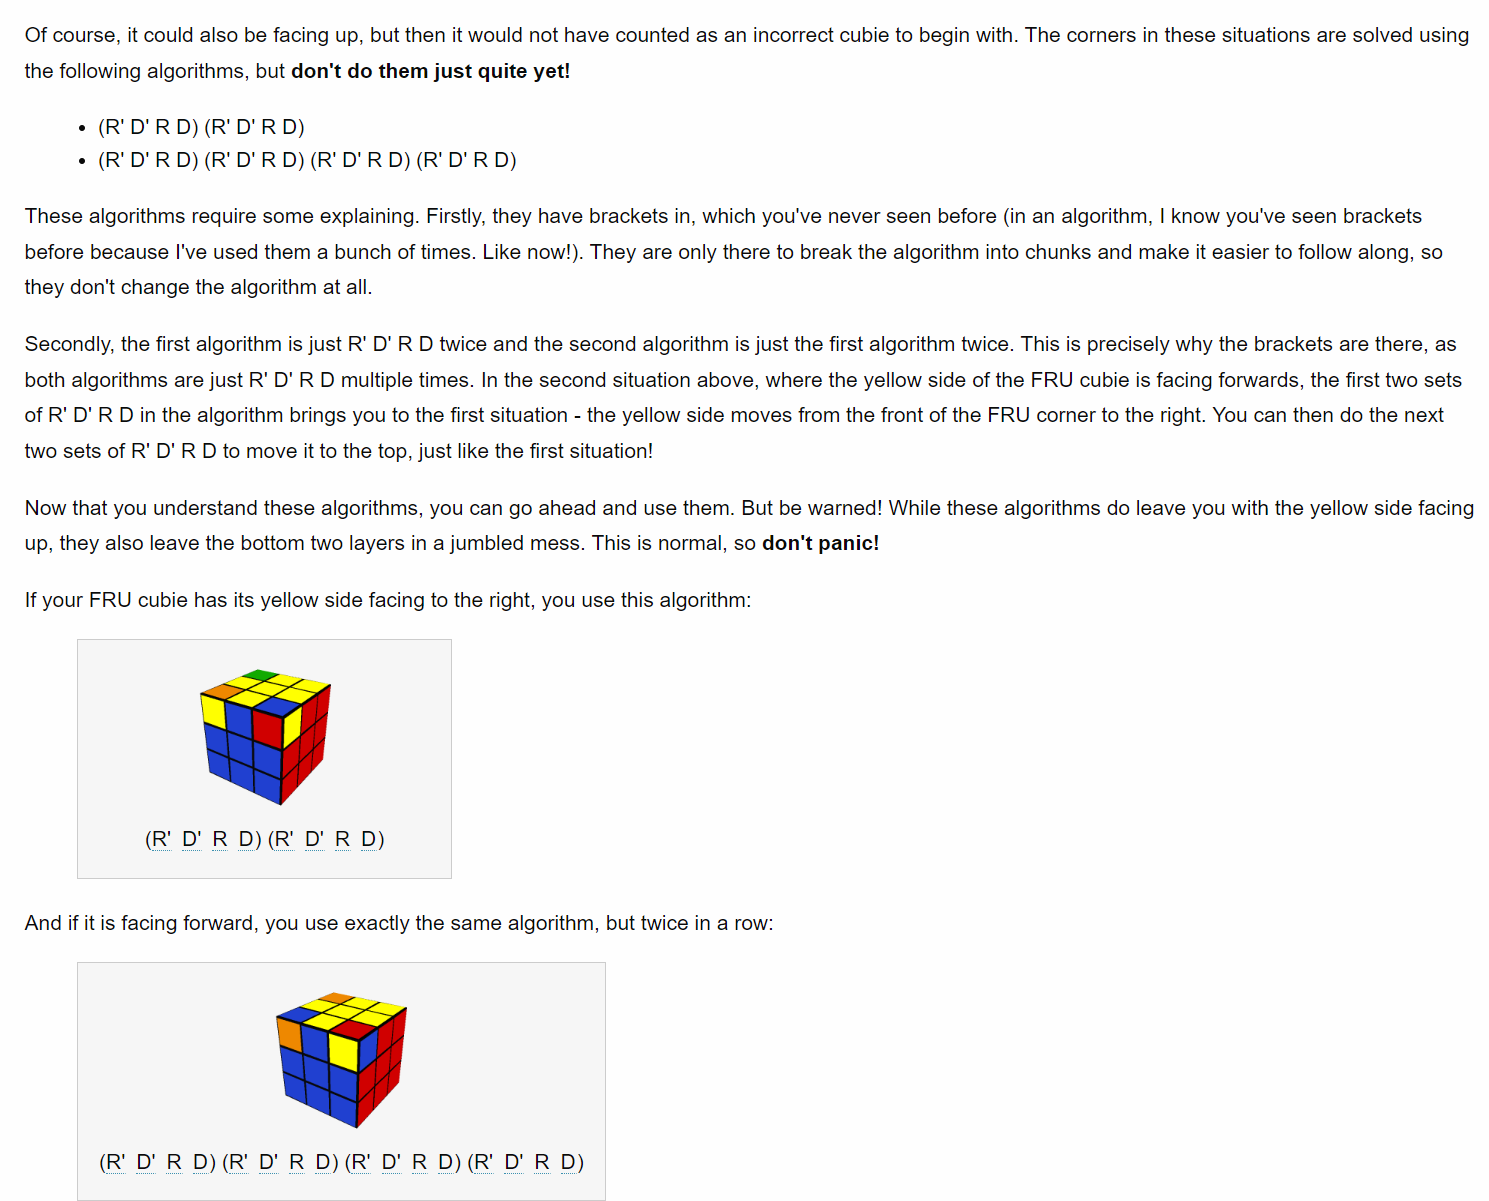 Of course, it could also be facing up, but then it would not have counted as an incorrect cubie to begin with. The corners in these situations are solved using
the following algorithms, but don't do them just quite yet!
• (R' D' R D) (R' D' R D)
• (R' D' R D) (R' D' R D) (R' D' R D) (R' D' R D)
These algorithms require some explaining. Firstly, they have brackets in, which you've never seen before (in an algorithm, I know you've seen brackets
before because I've used them a bunch of times. Like now!). They are only there to break the algorithm into chunks and make it easier to follow along, so
they don't change the algorithm at all.
Secondly, the first algorithm is just R' D' R D twice and the second algorithm is just the first algorithm twice. This is precisely why the brackets are there, as
both algorithms are just R' D' R D multiple times. In the second situation above, where the yellow side of the FRU cubie is facing forwards, the first two sets
of R' D' R D in the algorithm brings you to the first situation - the yellow side moves from the front of the FRU corner to the right. You can then do the next
two sets of R' D' R D to move it to the top, just like the first situation!
Now that you understand these algorithms, you can go ahead and use them. But be warned! While these algorithms do leave you with the yellow side facing
up, they also leave the bottom two layers in a jumbled mess. This is normal, so don't panic!
If your FRU cubie has its yellow side facing to the right, you use this algorithm:
(R' D' R D) (R' D' R D)
And if it is facing forward, you use exactly the same algorithm, but twice in a row:
(R' D' R D) (R' D' R D) (R' D' R D) (R' D' R D)